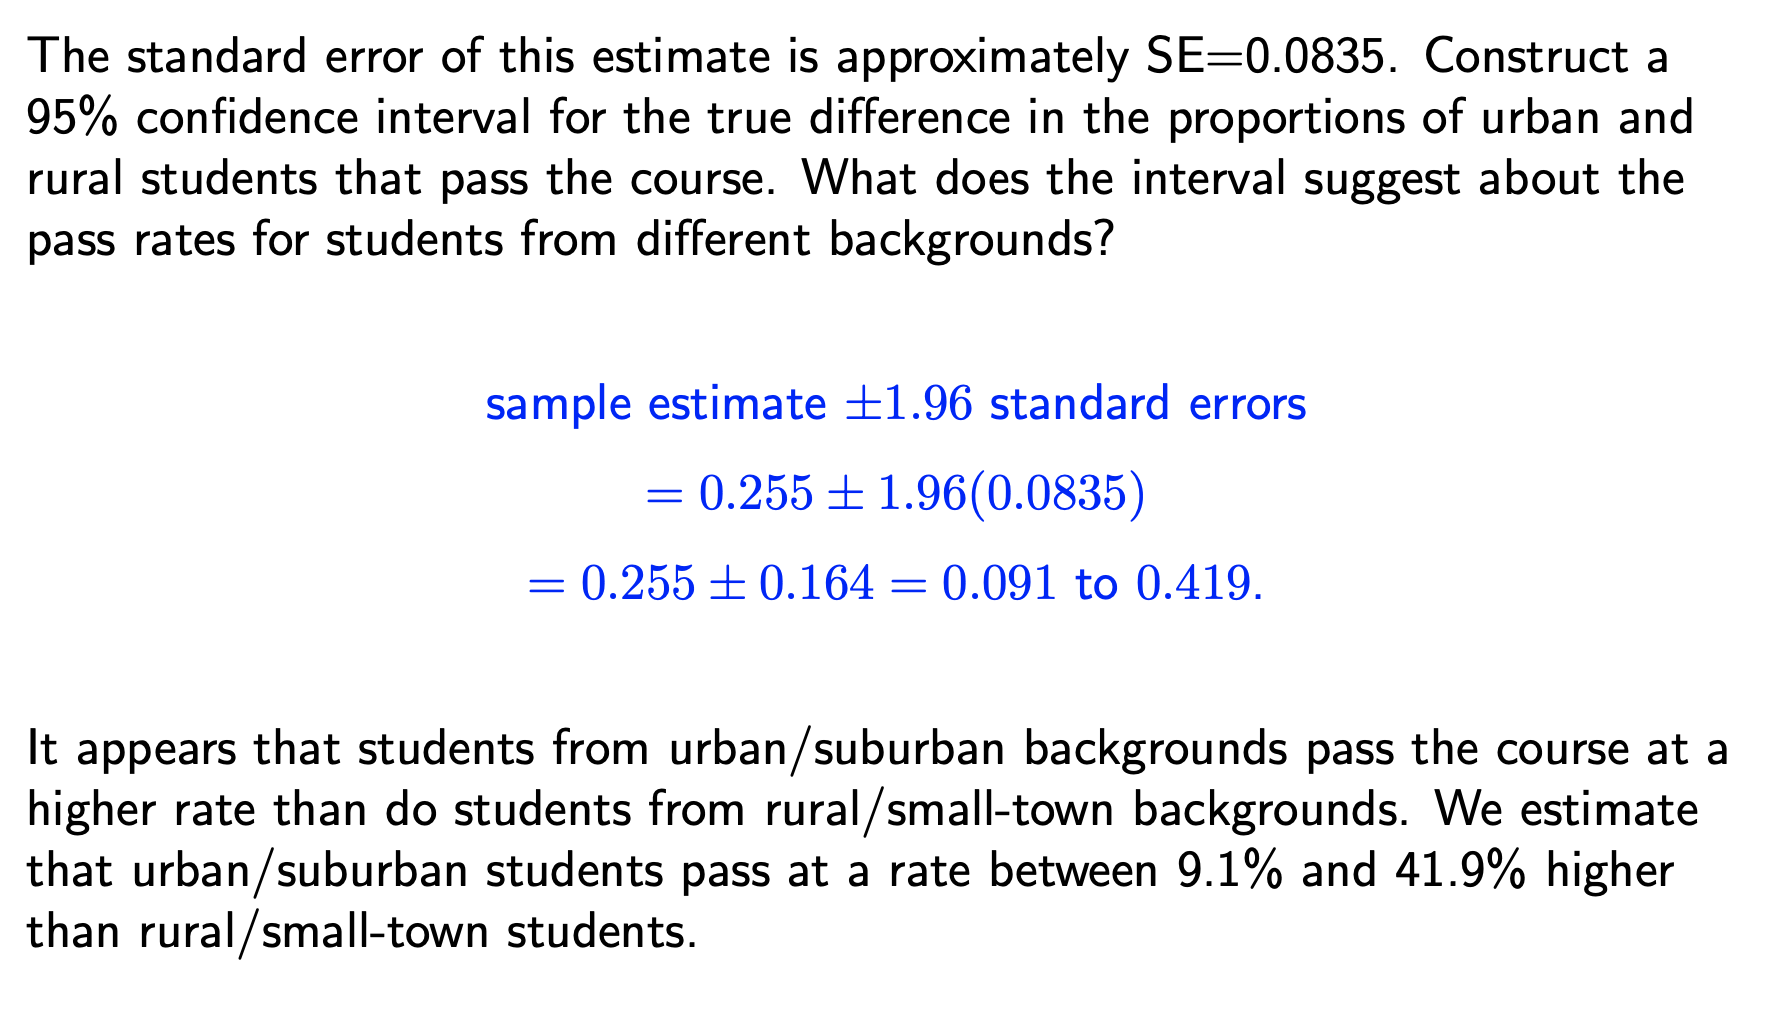 The standard error of this estimate is approximately SE=0.0835. Construct a
95% confidence interval for the true difference in the proportions of urban and
rural students that pass the course. What does the interval suggest about the
pass rates for students from different backgrounds?
sample estimate ±1.96 standard errors
= 0.255 ± 1.96(0.0835)
= 0.255 ± 0.164 = 0.091 to 0.419.
It appears that students from urban/suburban backgrounds pass the course at a
higher rate than do students from rural/small-town backgrounds. We estimate
that urban/suburban students pass at a rate between 9.1% and 41.9% higher
than rural/small-town students.